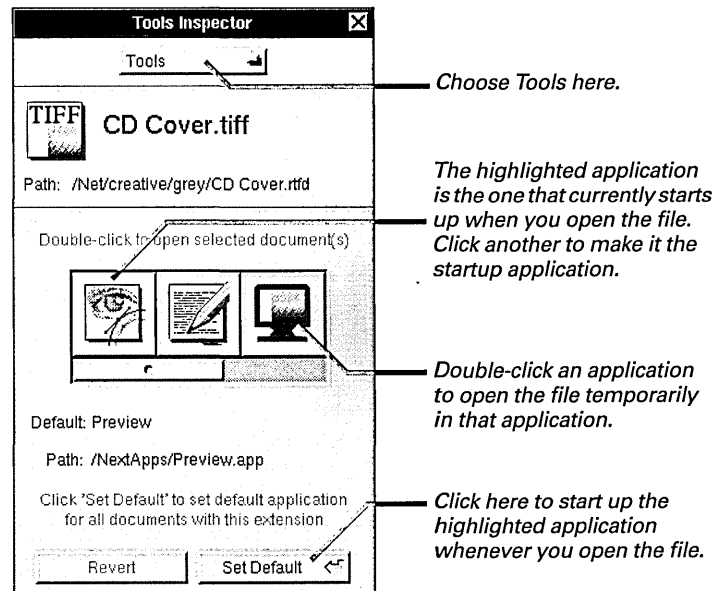 Tools Inspector
Tools
Choose Tools here.
TIFF
CD Cover.tiff
Path: /Net/creative/grey/CD Cover.rtfd
The highlighted application
is the one that currently starts
up when you open the file.
Click another to make it the
startup application.
Double-click to open selected document(s)
Double-click an application
to open the file temporarily
in that application.
Default: Preview
Path: /NextApps/Preview.app
Click "Set Default" to set default application
for all documents with this extension
Click here to start up the
highlighted application
whenever you open the file.
Revert
Set Default